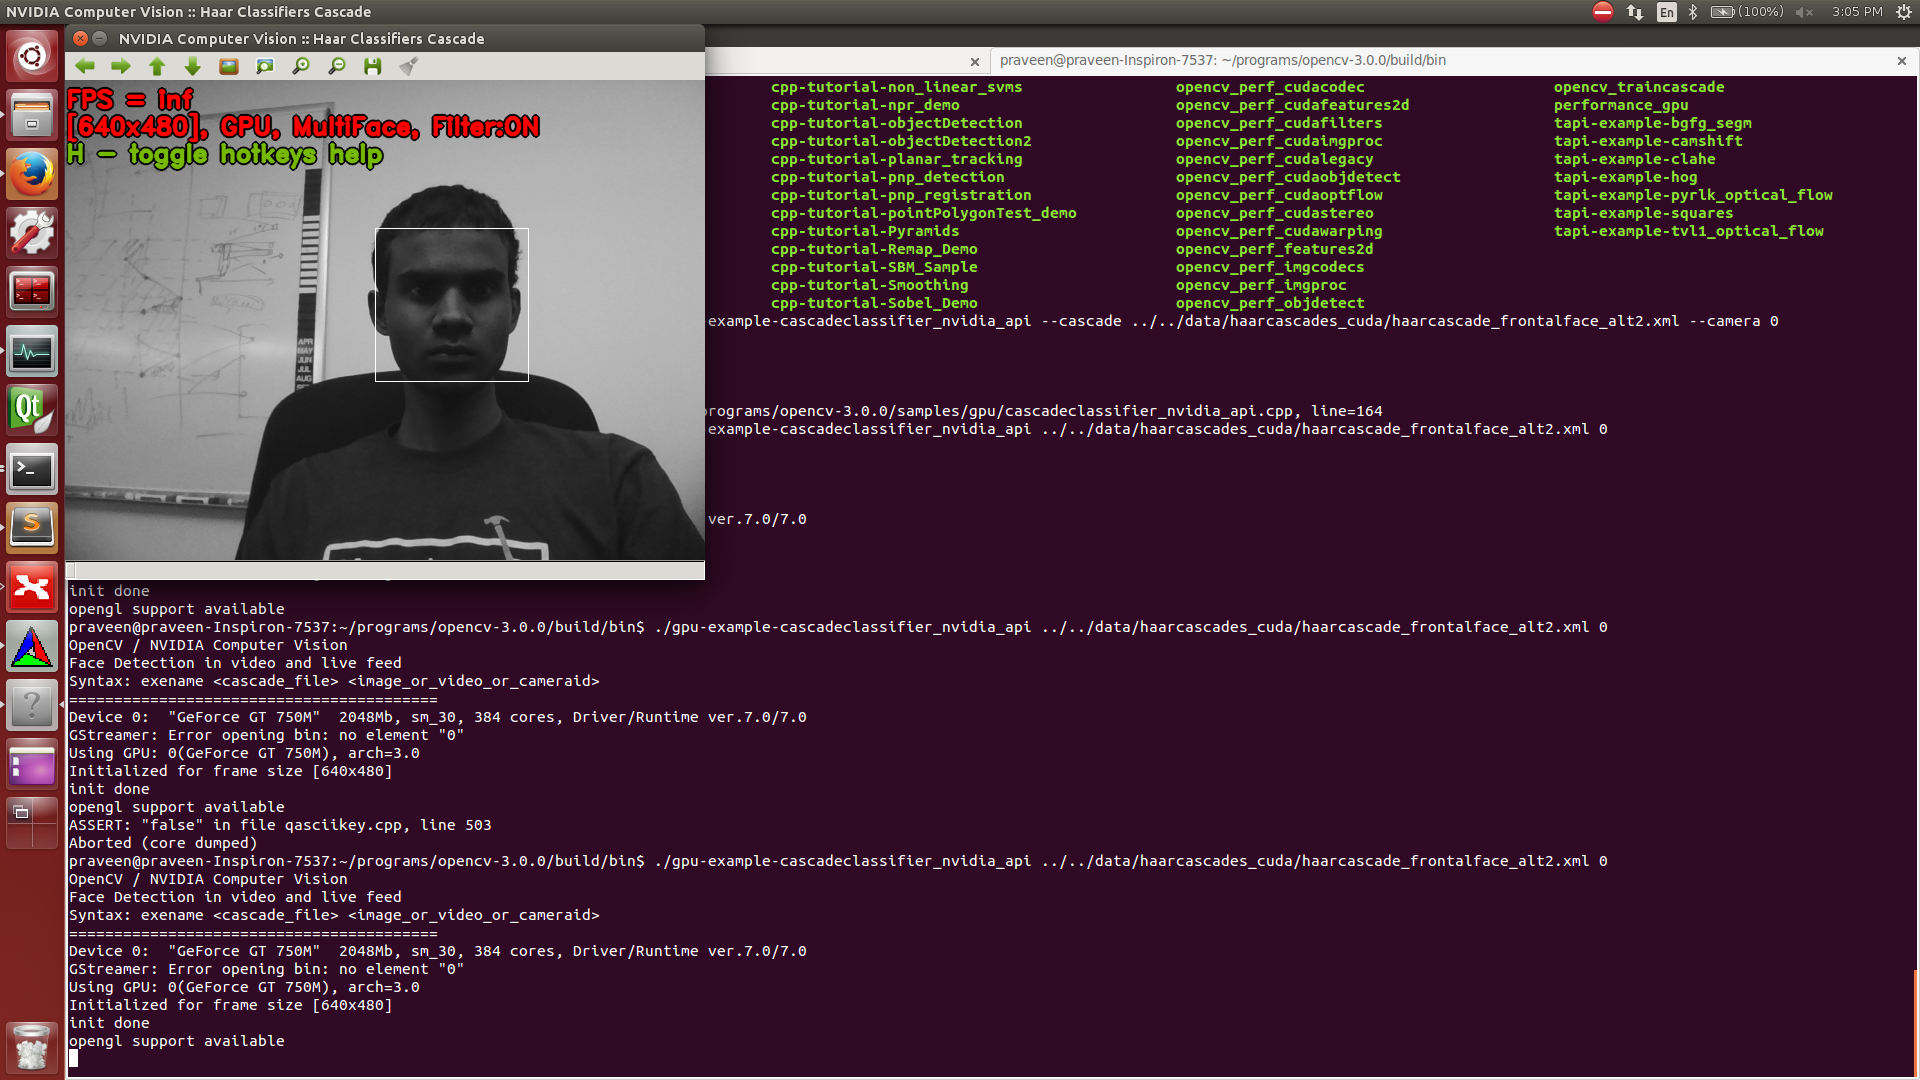 NVIDIA Computer Vision :: Haar Classifiers Cascade
En
(100%)
3:05 PM
NVIDIA Computer Vision :: Haar Classifiers Cascade
praveen@praveen-Inspiron-7537: ~/programs/opencv-3.0.0/build/bin
FPS = inf
[640x480], GPU, MultiFace, Filter:ON
H - toggle hotkeys help
APR
MAY
JUN
JUL
AUG
cpp-tutorial-non_linear_svms opencv_perf_cudacodec opencv_traincascade
cpp-tutorial-npr_demo opencv_perf_cudafeatures2d performance_gpu
cpp-tutorial-objectDetection opencv_perf_cudafilters tapi-example-bgfg_segm
cpp-tutorial-objectDetection2 opencv_perf_cudaimgproc tapi-example-camshift
cpp-tutorial-planar_tracking opencv_perf_cudalegacy tapi-example-clahe
cpp-tutorial-pnp_detection opencv_perf_cudaobjdetect tapi-example-hog
cpp-tutorial-pnp_registration opencv_perf_cudaoptflow tapi-example-pyrlk_optical_flow
cpp-tutorial-pointPolygonTest_demo opencv_perf_cudastereo tapi-example-squares
cpp-tutorial-Pyramids opencv_perf_cudawarping tapi-example-tvl1_optical_flow
cpp-tutorial-Remap_Demo opencv_perf_features2d
cpp-tutorial-SBM_Sample opencv_perf_imgcodecs
cpp-tutorial-Smoothing opencv_perf_imgproc
cpp-tutorial-Sobel_Demo opencv_perf_objdetect
-example-cascadeclassifier_nvidia_api --cascade ../../data/haarcascades_cuda/haarcascade_frontalface_alt2.xml --camera 0
rograms/opencv-3.0.0/samples/gpu/cascadeclassifier_nvidia_api.cpp, line=164
-example-cascadeclassifier_nvidia_api ../../data/haarcascades_cuda/haarcascade_frontalface_alt2.xml 0
ver.7.0/7.0
init done
opengl support available
praveen@praveen-Inspiron-7537:~/programs/opencv-3.0.0/build/bin$ ./gpu-example-cascadeclassifier_nvidia_api ../../data/haarcascades_cuda/haarcascade_frontalface_alt2.xml 0
OpenCV / NVIDIA Computer Vision
Face Detection in video and live feed
Syntax: exename <cascade_file> <image_or_video_or_cameraid>
=========================================
Device 0:  "GeForce GT 750M"  2048Mb, sm_30, 384 cores, Driver/Runtime ver.7.0/7.0
GStreamer: Error opening bin: no element "0"
Using GPU: 0(GeForce GT 750M), arch=3.0
Initialized for frame size [640x480]
init done
opengl support available
ASSERT: "false" in file qasciikey.cpp, line 503
Aborted (core dumped)
praveen@praveen-Inspiron-7537:~/programs/opencv-3.0.0/build/bin$ ./gpu-example-cascadeclassifier_nvidia_api ../../data/haarcascades_cuda/haarcascade_frontalface_alt2.xml 0
OpenCV / NVIDIA Computer Vision
Face Detection in video and live feed
Syntax: exename <cascade_file> <image_or_video_or_cameraid>
=========================================
Device 0:  "GeForce GT 750M"  2048Mb, sm_30, 384 cores, Driver/Runtime ver.7.0/7.0
GStreamer: Error opening bin: no element "0"
Using GPU: 0(GeForce GT 750M), arch=3.0
Initialized for frame size [640x480]
init done
opengl support available